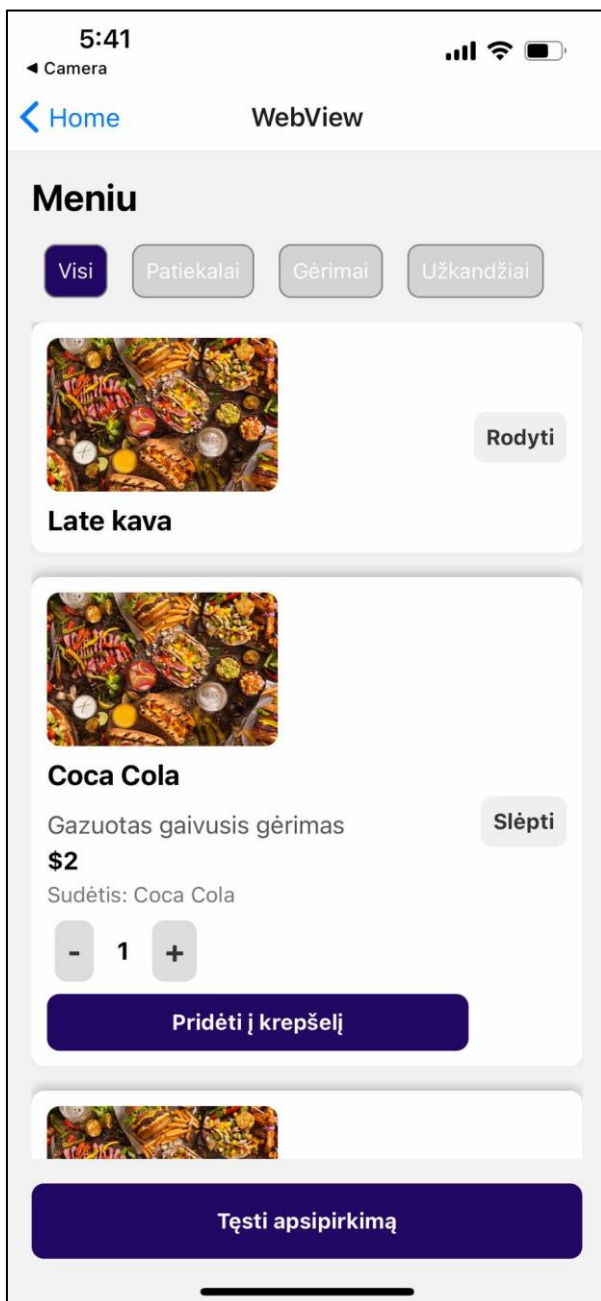 5:41
◀ Camera
Home WebView
Meniu
Visi Patiekalai Gėrimai Užkandžiai
Rodyti
Late kava
Coca Cola
Gazuotas gaivusis gėrimas
Slėpti
$2
Sudėtis: Coca Cola
- 1 +
Pridėti į krepšelį
Tęsti apsipirkimą